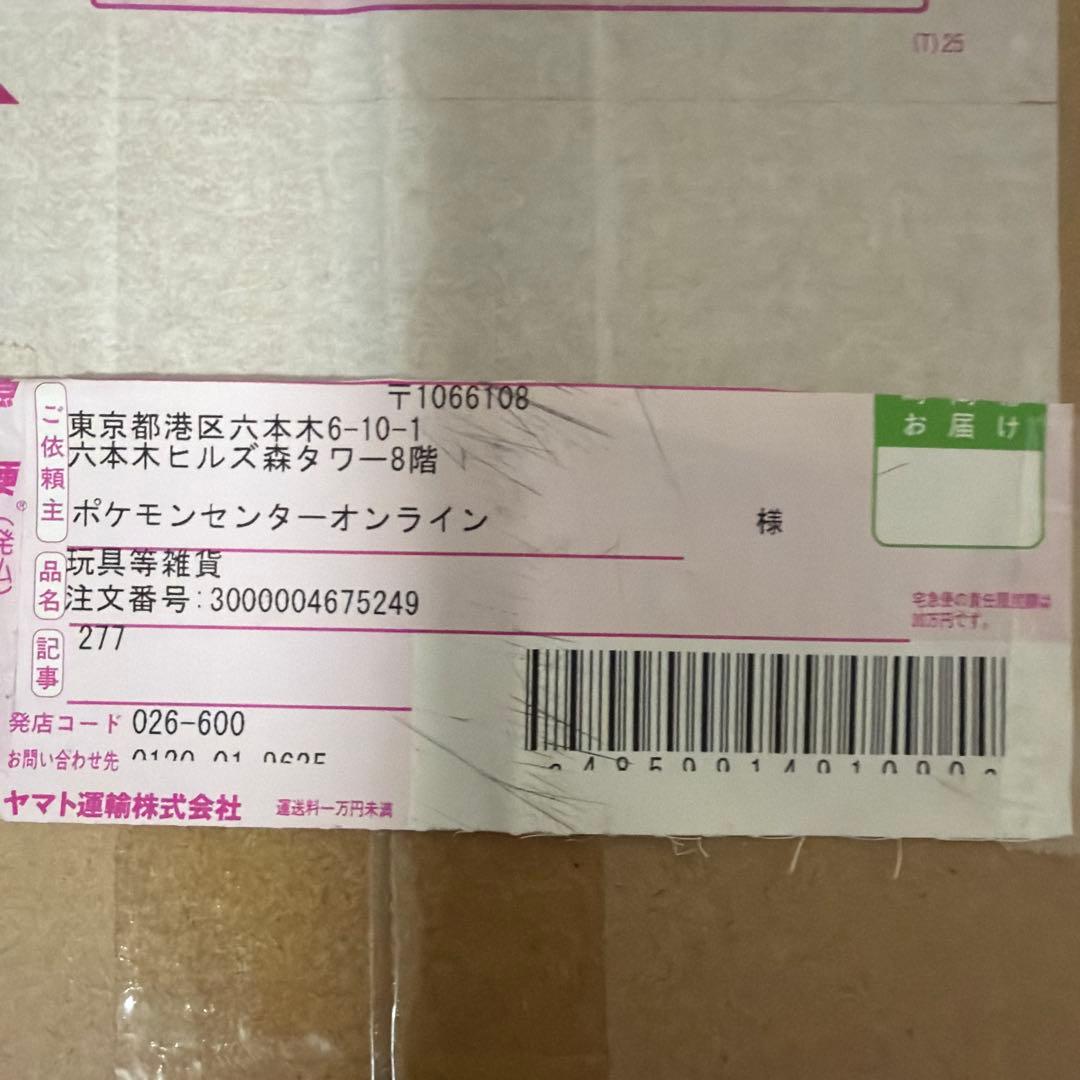 (T)25
〒1066108
ご依頼主
東京都港区六本木6-10-1
六本木ヒルズ森タワー8階
ポケモンセンターオンライン 様
お届け
品名
玩具等雑貨
注文番号:3000004675249
宅急便の責任限度額は
30万円です。
記事
277
発店コード 026-600
お問い合わせ先
ヤマト運輸株式会社 運送料一万円未満
便
®